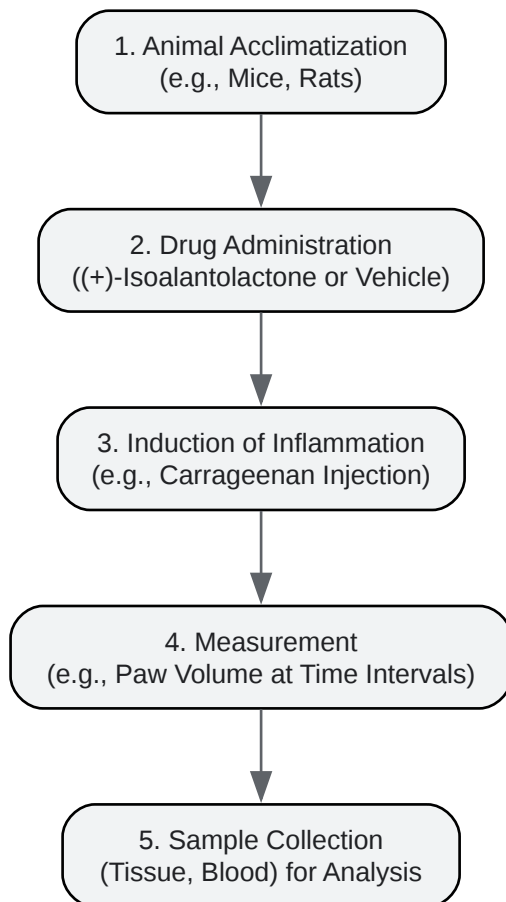 1. Animal Acclimatization
(e.g., Mice, Rats)
2. Drug Administration
((+)-Isoalantolactone or Vehicle)
3. Induction of Inflammation
(e.g., Carrageenan Injection)
4. Measurement
(e.g., Paw Volume at Time Intervals)
5. Sample Collection
(Tissue, Blood) for Analysis